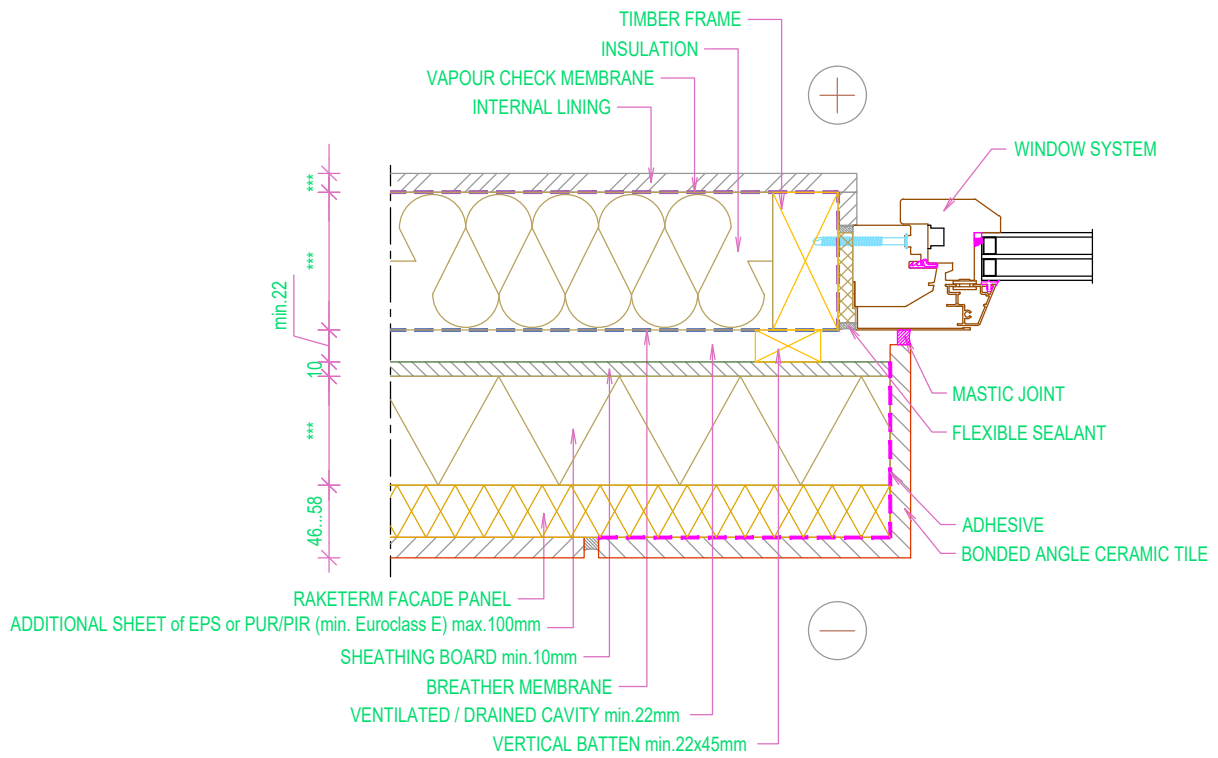 TIMBER FRAME
INSULATION
VAPOUR CHECK MEMBRANE
INTERNAL LINING
WINDOW SYSTEM
***
***
min.22
10
***
46...58
MASTIC JOINT
FLEXIBLE SEALANT
ADHESIVE
BONDED ANGLE CERAMIC TILE
RAKETERM FACADE PANEL
ADDITIONAL SHEET of EPS or PUR/PIR (min. Euroclass E) max.100mm
SHEATHING BOARD min.10mm
BREATHER MEMBRANE
VENTILATED / DRAINED CAVITY min.22mm
VERTICAL BATTEN min.22x45mm